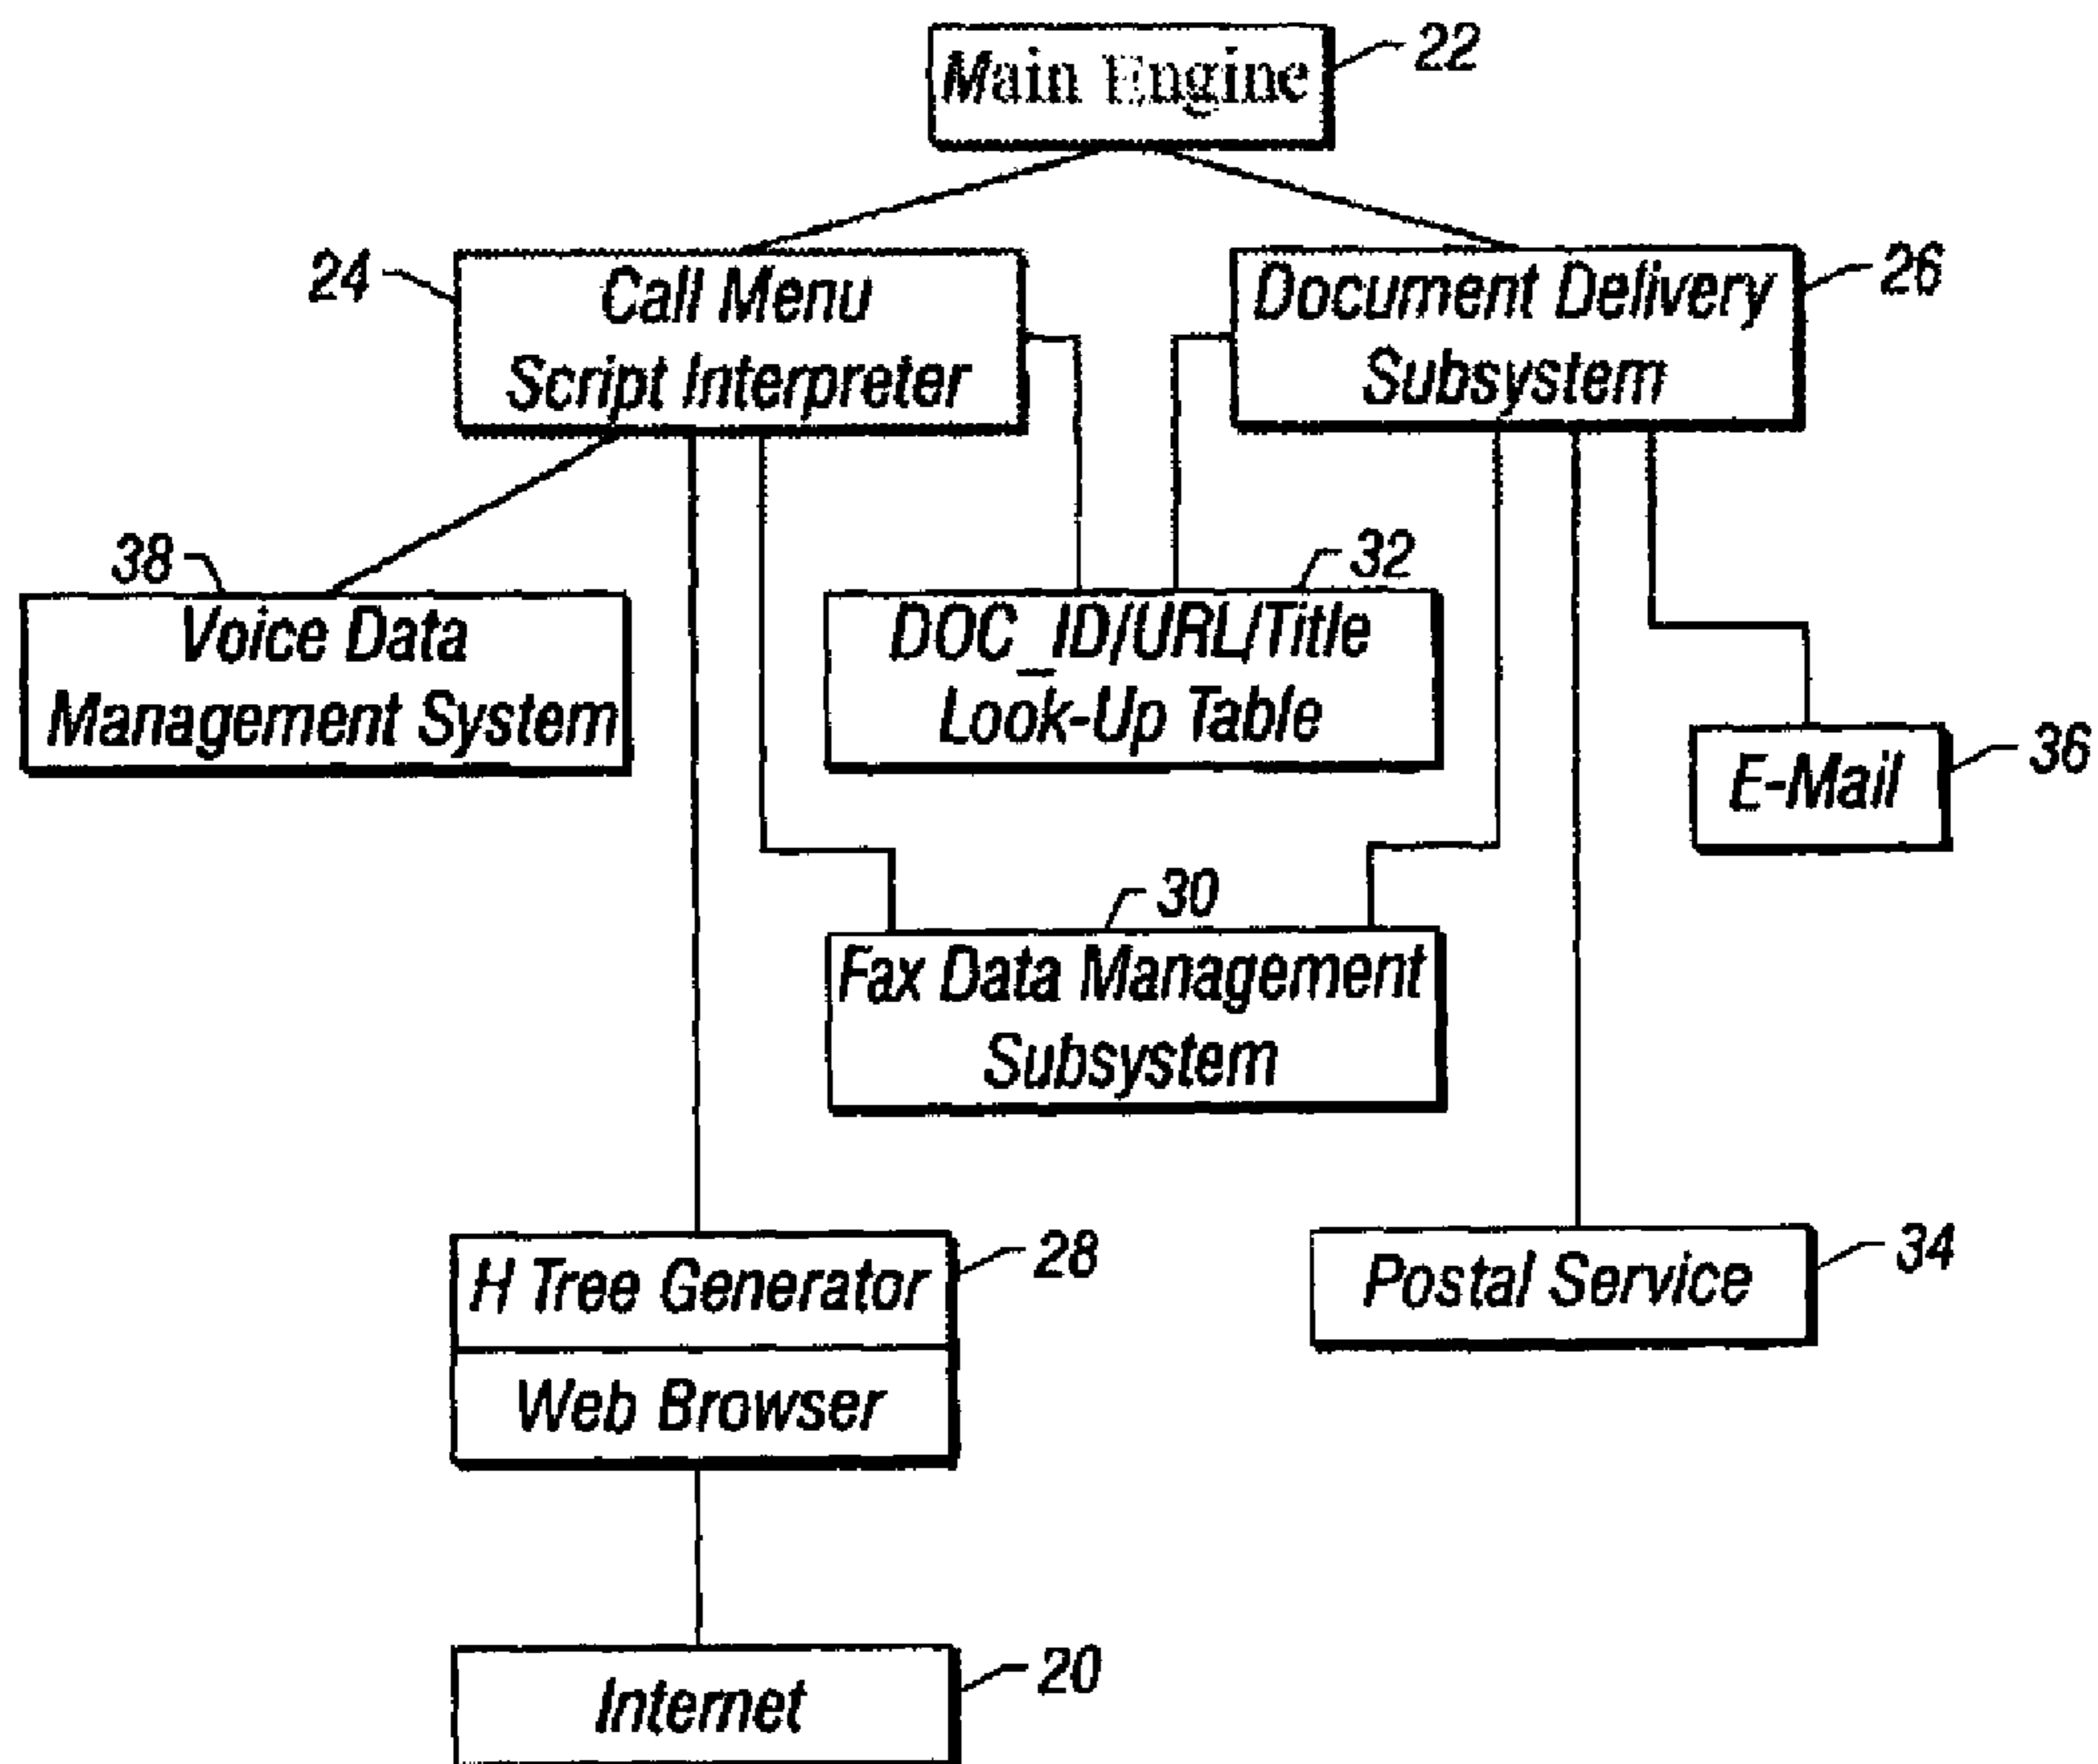 Main Engine
22
24
Call Menu
Script Interpreter
Document Delivery
Subsystem
26
38
Voice Data
Management System
32
DOC_ID/URL/Title
Look-Up Table
E-Mail
36
30
Fax Data Management
Subsystem
H Tree Generator
28
Web Browser
Postal Service
34
Internet
20